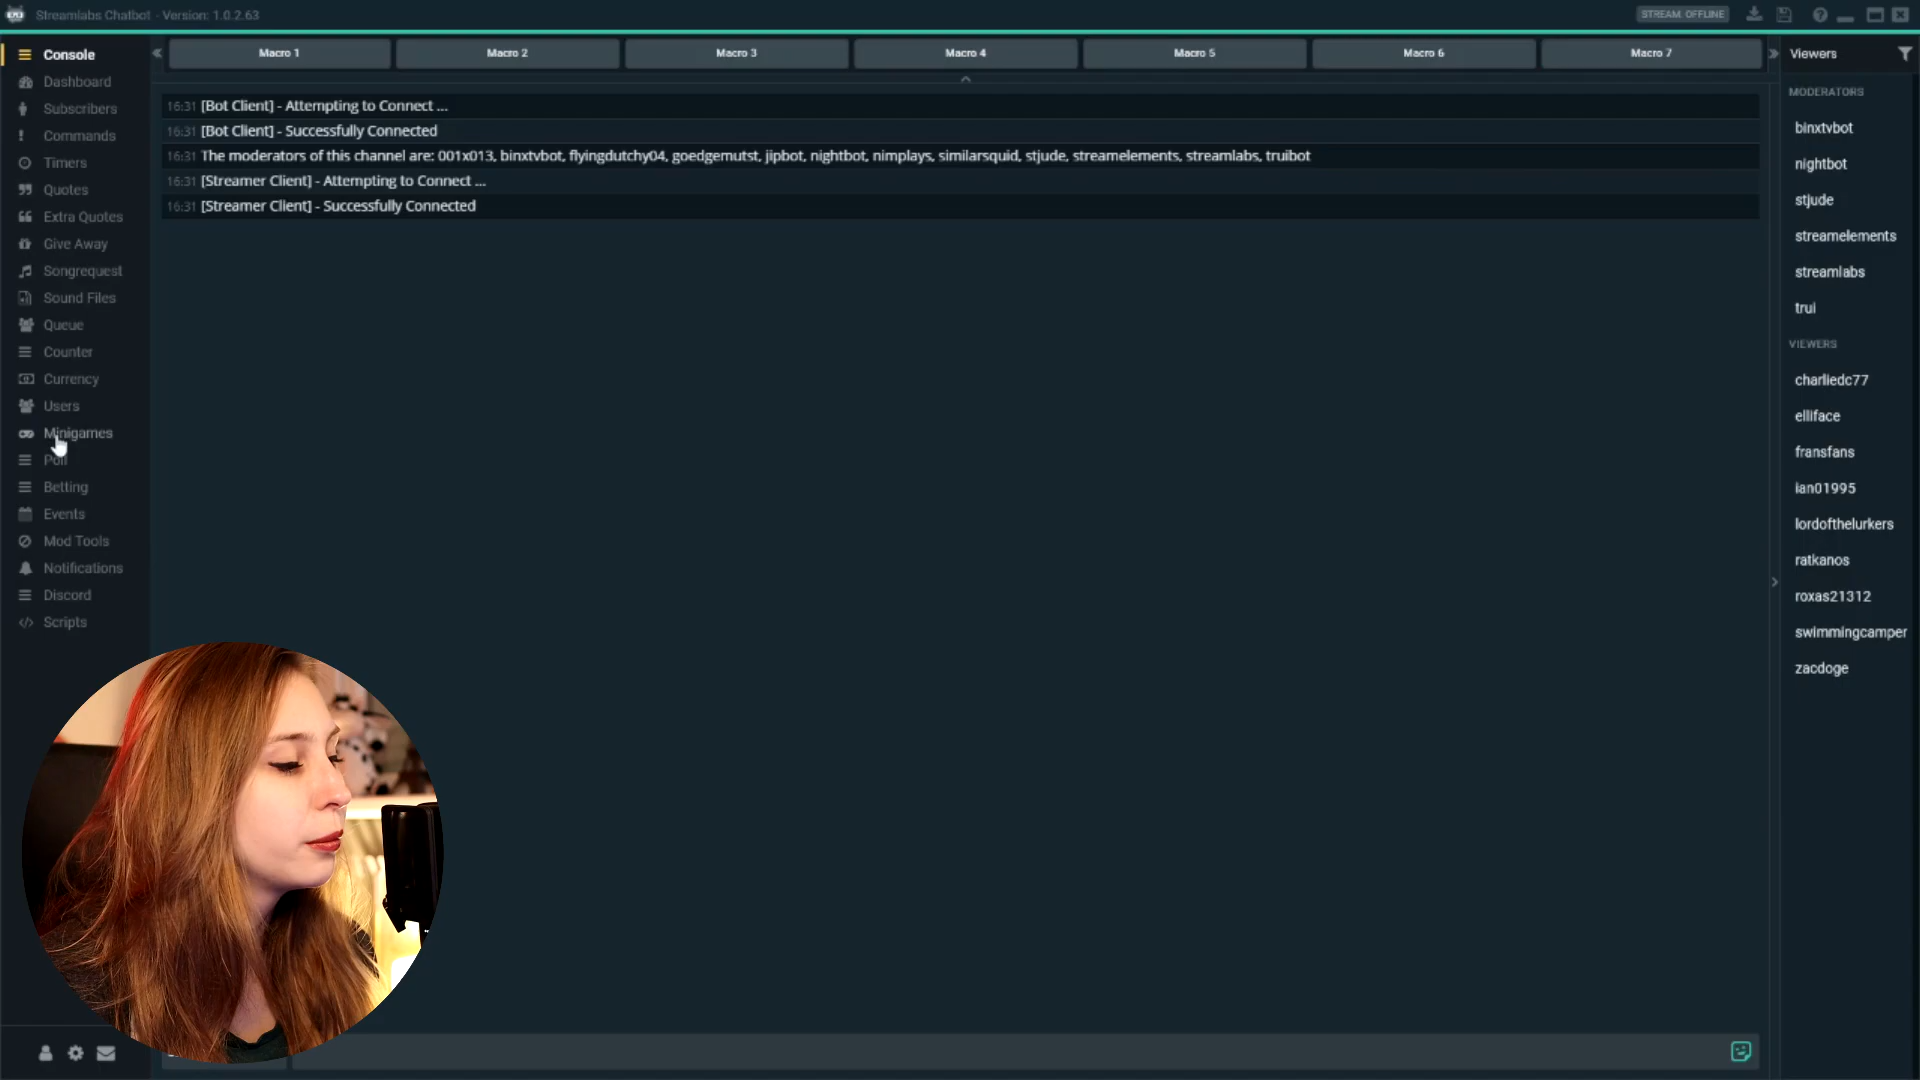 Streamlabs Chatbot - Version: 1.0.2.63
STREAM: OFFLINE
Console
Dashboard
Subscribers
Commands
Timers
Quotes
Extra Quotes
Give Away
Songrequest
Sound Files
Queue
Counter
Currency
Users
Minigames
Poll
Betting
Events
Mod Tools
Notifications
Discord
Scripts
Macro 1
Macro 2
Macro 3
Macro 4
Macro 5
Macro 6
Macro 7
16:31 [Bot Client] - Attempting to Connect ...
16:31 [Bot Client] - Successfully Connected
16:31 The moderators of this channel are: 001x013, binxtvbot, flyingdutchy04, goedgemutst, jipbot, nightbot, nimplays, similarsquid, stjude, streamelements, streamlabs, truibot
16:31 [Streamer Client] - Attempting to Connect ...
16:31 [Streamer Client] - Successfully Connected
Viewers
MODERATORS
binxtvbot
nightbot
stjude
streamelements
streamlabs
trui
VIEWERS
charliedc77
elliface
fransfans
ian01995
lordofthelurkers
ratkanos
roxas21312
swimmingcamper
zacdoge